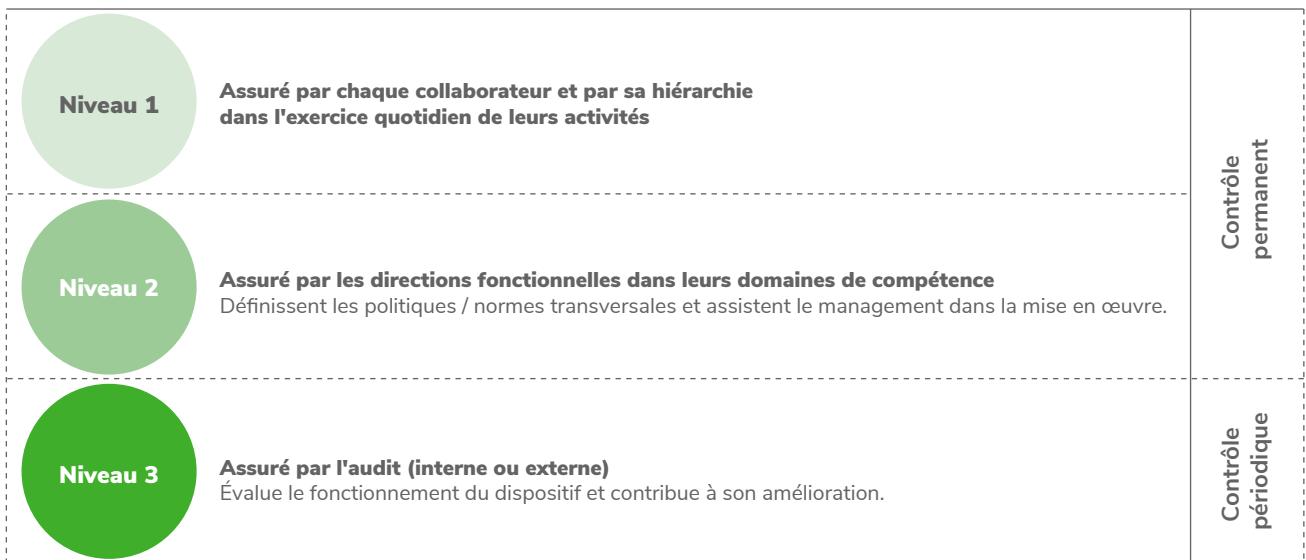 Niveau 1
Assuré par chaque collaborateur et par sa hiérarchie
dans l'exercice quotidien de leurs activités
Contrôle
permanent
Niveau 2
Assuré par les directions fonctionnelles dans leurs domaines de compétence
Définissent les politiques / normes transversales et assistent le management dans la mise en œuvre.
Niveau 3
Assuré par l'audit (interne ou externe)
Évalue le fonctionnement du dispositif et contribue à son amélioration.
Contrôle
périodique